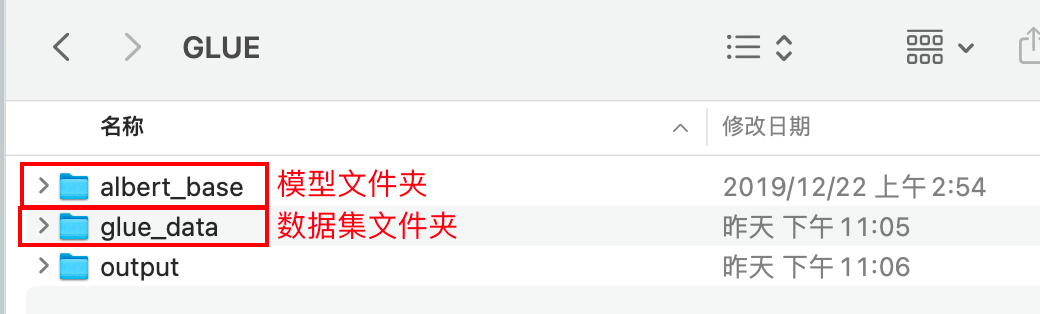 GLUE
名称 修改日期
albert_base 模型文件夹 2019/12/22 上午 2:54
glue_data 数据集文件夹 昨天 下午 11:05
output 昨天 下午 11:06